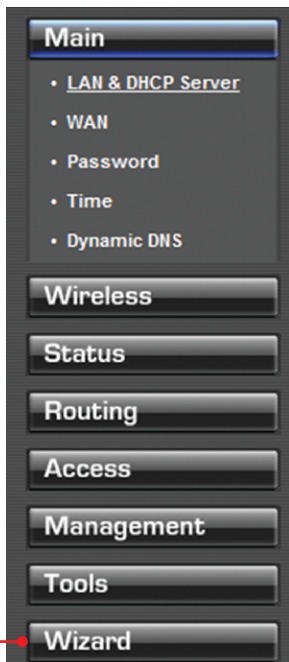 Main
• LAN & DHCP Server
• WAN
• Password
• Time
• Dynamic DNS
Wireless
Status
Routing
Access
Management
Tools
Wizard